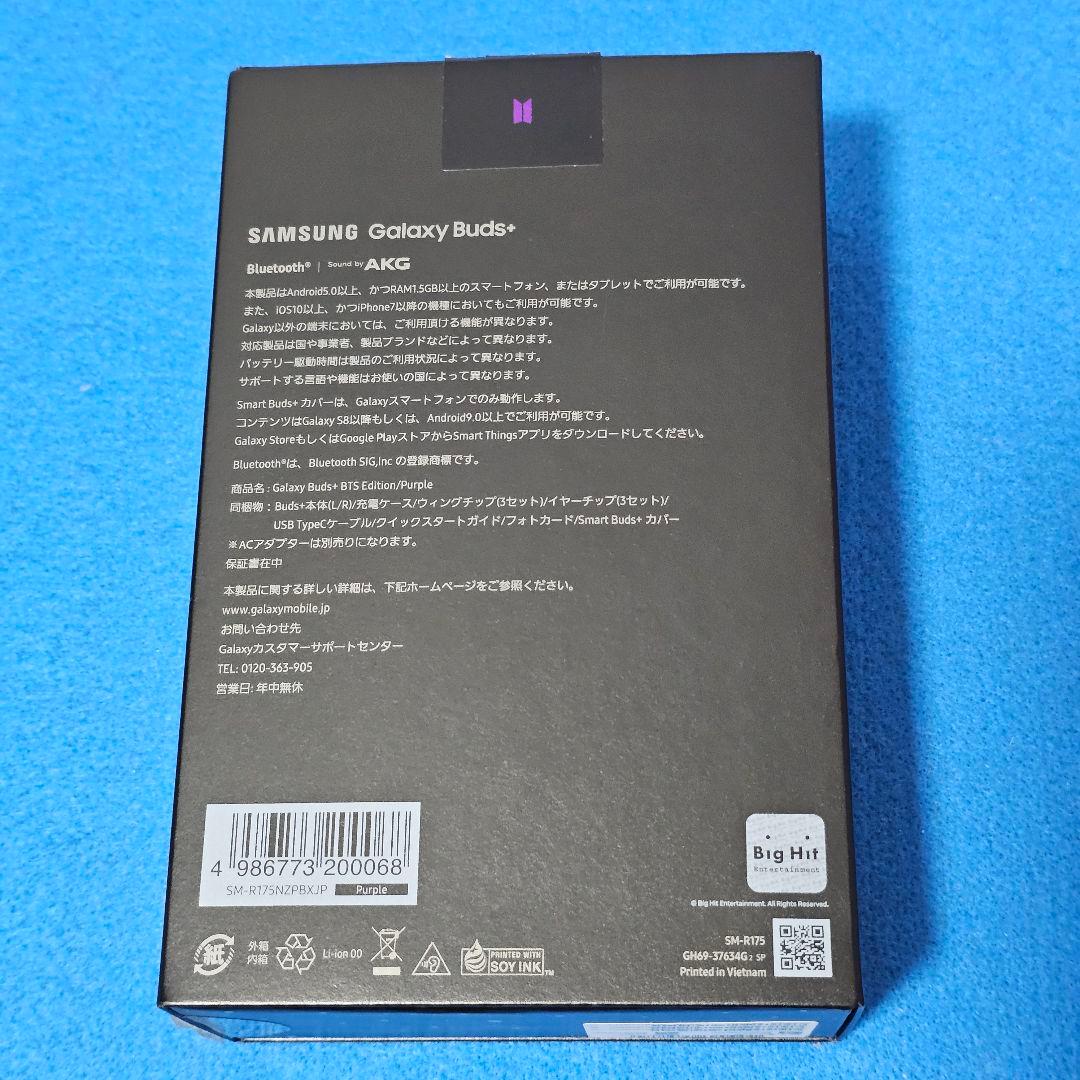 SAMSUNG Galaxy Buds+
Bluetooth® | Sound by AKG
本製品はAndroid5.0以上、かつRAM1.5GB以上のスマートフォン、またはタブレットでご利用が可能です。
また、iOS10以上、かつiPhone7以降の機種においてもご利用が可能です。
Galaxy以外の端末においては、ご利用頂ける機能が異なります。
対応製品は国や事業者、製品ブランドなどによって異なります。
バッテリー駆動時間は製品のご利用状況によって異なります。
サポートする言語や機能はお使いの国によって異なります。
Smart Buds+ カバーは、Galaxyスマートフォンでのみ動作します。
コンテンツはGalaxy S8以降もしくは、Android9.0以上でご利用が可能です。
Galaxy StoreもしくはGoogle PlayストアからSmart Thingsアプリをダウンロードしてください。
Bluetooth®は、Bluetooth SIG,Inc の登録商標です。
商品名 : Galaxy Buds+ BTS Edition/Purple
同梱物 : Buds+本体(L/R)/充電ケース/ウィングチップ(3セット)/イヤーチップ(3セット)/
USB TypeCケーブル/クイックスタートガイド/フォトカード/Smart Buds+ カバー
※ACアダプターは別売りになります。
保証書在中
本製品に関する詳しい詳細は、下記ホームページをご参照ください。
www.galaxymobile.jp
お問い合わせ先
Galaxyカスタマーサポートセンター
TEL: 0120-363-905
営業日: 年中無休
4 986773 200068
SM-R175NZPBXJP Purple
Big Hit
Entertainment
© Big Hit Entertainment. All Rights Reserved.
紙
外箱
内箱
Li-ion 00
PRINTED WITH
SOY INK™
SM-R175
GH69-37634G 2 SP
Printed in Vietnam